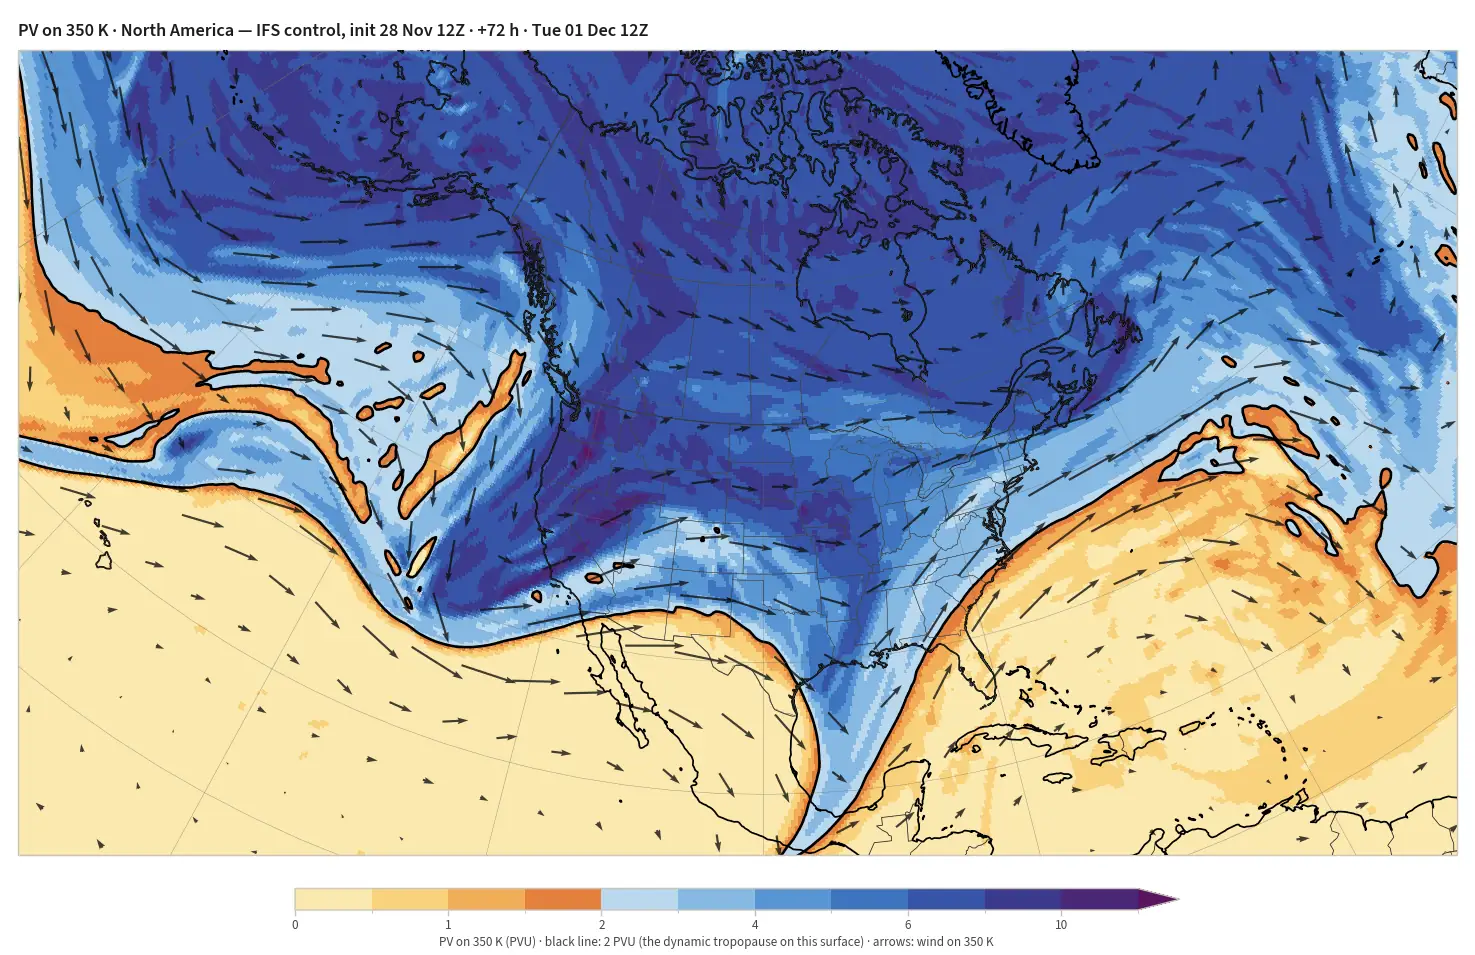 PV on 350 K · North America — IFS control, init 28 Nov 12Z · +72 h · Tue 01 Dec 12Z
0 1 2 4 6 10
PV on 350 K (PVU) · black line: 2 PVU (the dynamic tropopause on this surface) · arrows: wind on 350 K